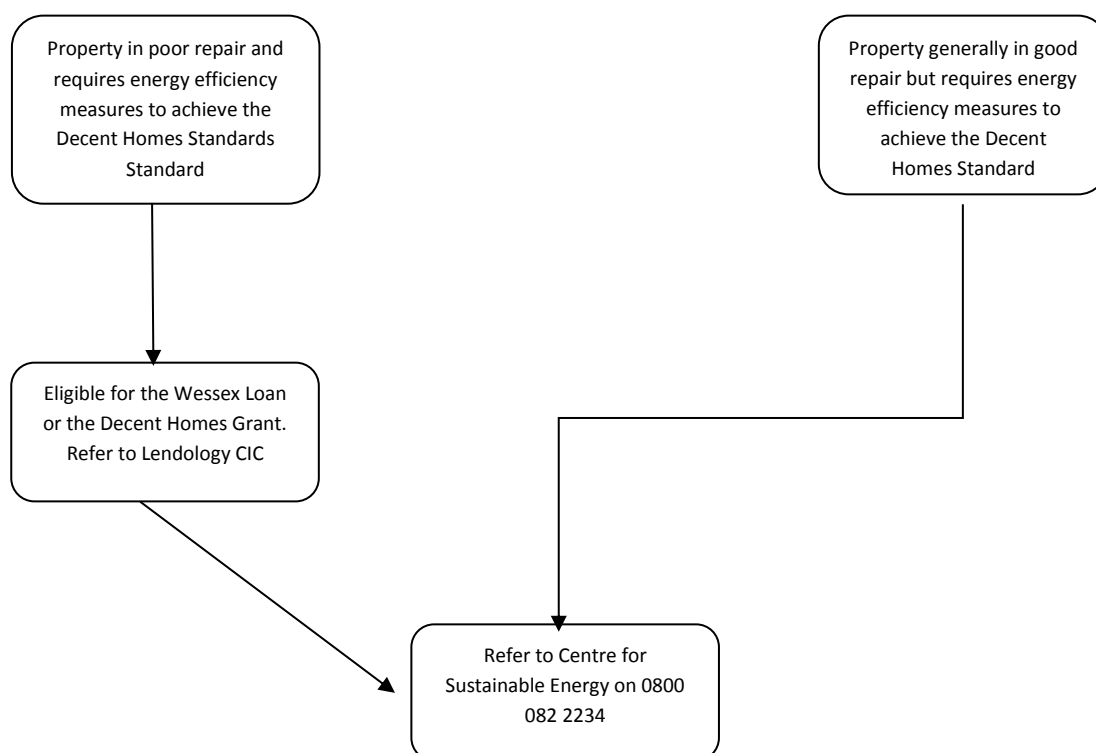 Property in poor repair and
requires energy efficiency
measures to achieve the
Decent Homes Standards
Standard
Property generally in good
repair but requires energy
efficiency measures to
achieve the Decent
Homes Standard
Eligible for the Wessex Loan
or the Decent Homes Grant.
Refer to Lendology CIC
Refer to Centre for
Sustainable Energy on 0800
082 2234